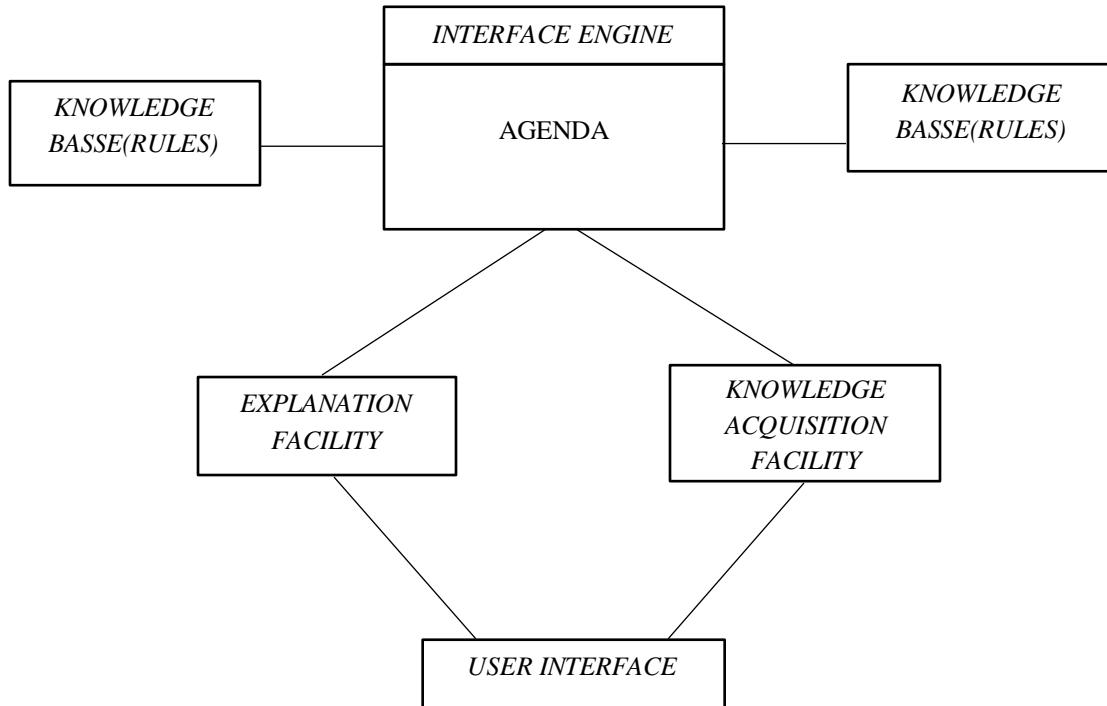 INTERFACE ENGINE
KNOWLEDGE
BASSE(RULES)
AGENDA
KNOWLEDGE
BASSE(RULES)
EXPLANATION
FACILITY
KNOWLEDGE
ACQUISITION
FACILITY
USER INTERFACE